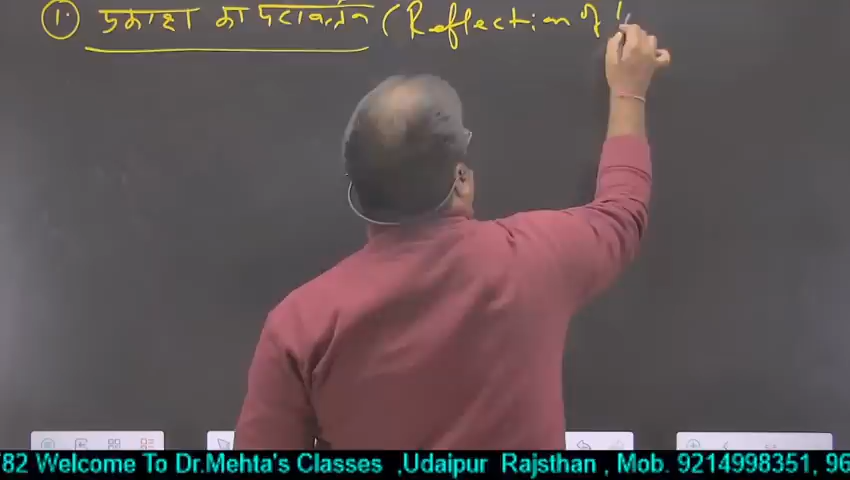 ① प्रकाश का परावर्तन (Reflection of l
782 Welcome To Dr.Mehta's Classes ,Udaipur Rajsthan , Mob. 9214998351, 96